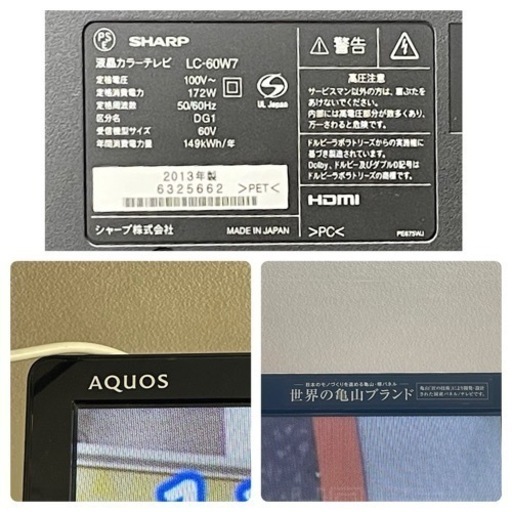 PS E
SHARP
液晶カラーテレビ LC-60W7
定格電圧 100V~
定格消費電力 172W
定格周波数 50/60Hz
区分名 DG1
受信機型サイズ 60V
年間消費電力量 149kWh/年
S
UL Japan
2013年製
6325662 >PET<
シャープ株式会社 MADE IN JAPAN
警告
高圧注意
サービスマン以外の方は、裏ぶたを
あけないでください。
内部には高電圧部分が数多くあり、
万一さわると危険です。
ドルビーラボラトリーズからの実施権に
基づき製造されています。
Dolby、ドルビー及びダブルD記号は
ドルビーラボラトリーズの商標です。
HDMI
>PC<
AQUOS
世界の亀山ブランド